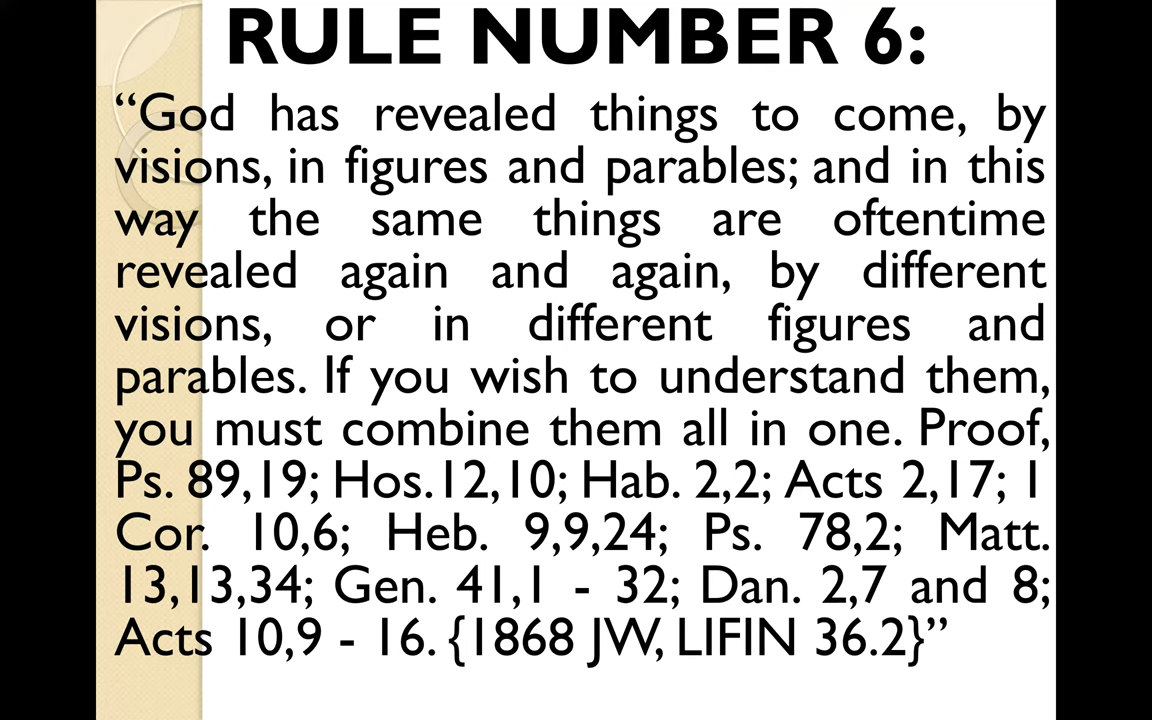 RULE NUMBER 6:
“God has revealed things to come, by
visions, in figures and parables; and in this
way the same things are oftentime
revealed again and again, by different
visions, or in different figures and
parables. If you wish to understand them,
you must combine them all in one. Proof,
Ps. 89,19; Hos.12,10; Hab. 2,2; Acts 2,17; 1
Cor. 10,6; Heb. 9,9,24; Ps. 78,2; Matt.
13,13,34; Gen. 41,1 - 32; Dan. 2,7 and 8;
Acts 10,9 - 16. {1868 JW, LIFIN 36.2}”